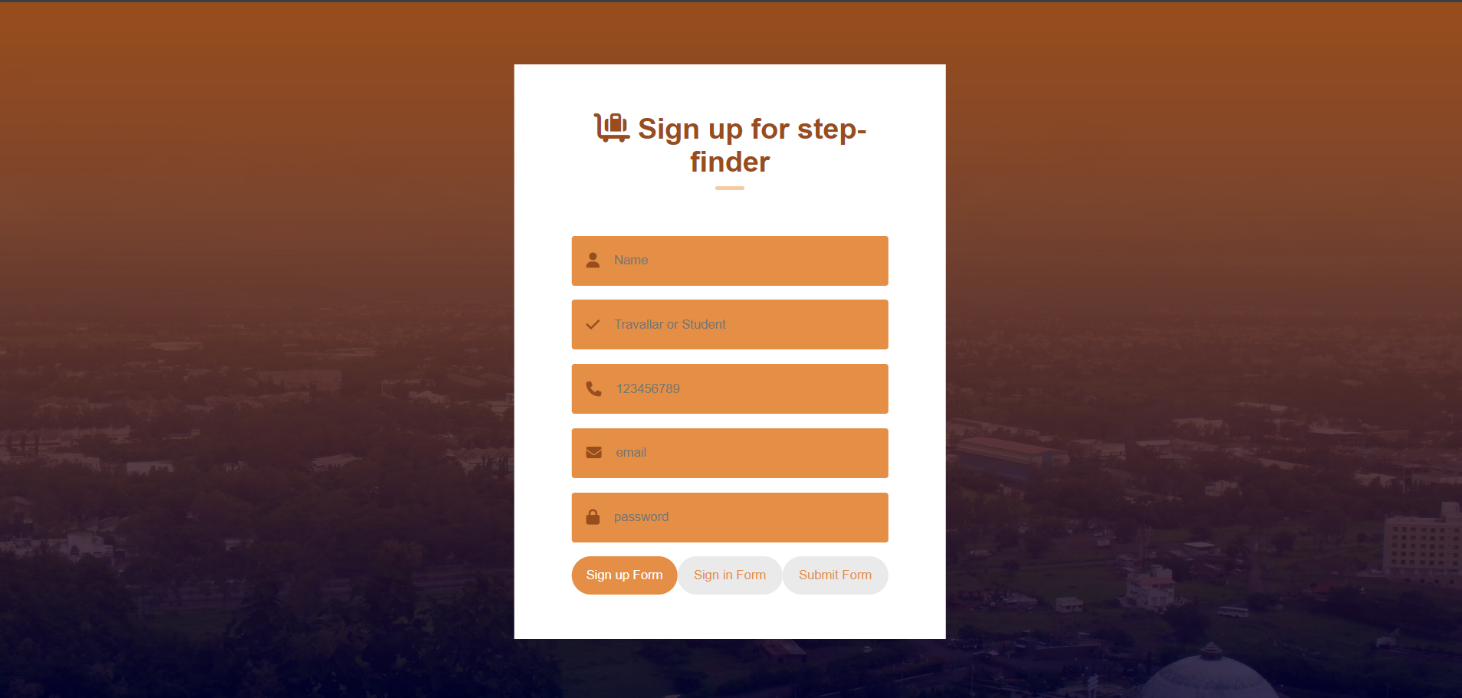 Sign up for step-
finder
Name
Travallar or Student
123456789
email
password
Sign up Form Sign in Form Submit Form